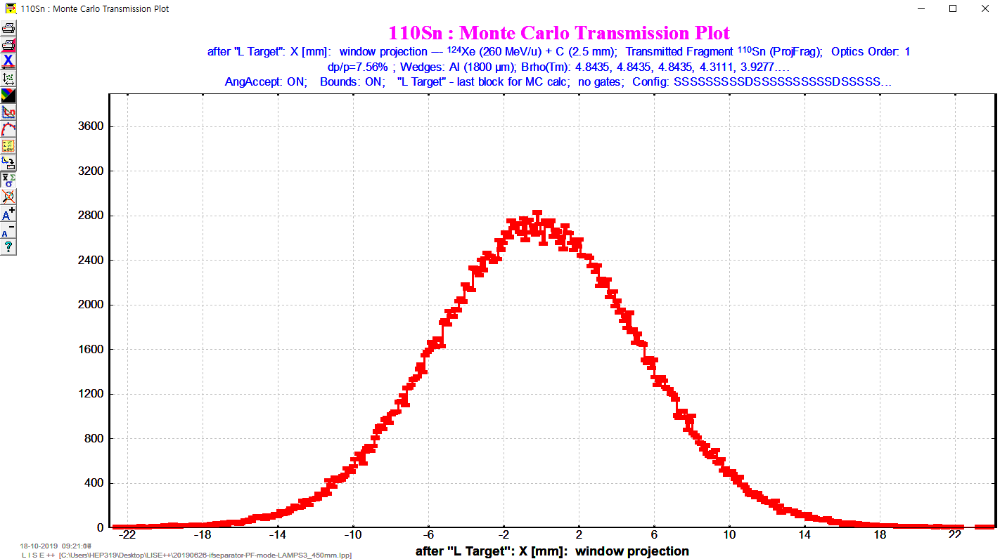 110Sn : Monte Carlo Transmission Plot
110Sn : Monte Carlo Transmission Plot
after "L Target": X [mm]: window projection --- ¹²⁴Xe (260 MeV/u) + C (2.5 mm); Transmitted Fragment ¹¹⁰Sn (ProjFrag); Optics Order: 1
dp/p=7.56% ; Wedges: Al (1800 µm); Brho(Tm): 4.8435, 4.8435, 4.8435, 4.3111, 3.9277....
AngAccept: ON; Bounds: ON; "L Target" - last block for MC calc; no gates; Config: SSSSSSSSSDSSSSSSSSSSDSSSSS...
3600
3200
2800
2400
2000
1600
1200
800
400
0
-22 -18 -14 -10 -6 -2 2 6 10 14 18 22
after "L Target": X [mm]: window projection
18-10-2019
L I S E ++ [C:\Users\HEP319\Desktop\LISE++\20190626-ifseparator-PF-mode-LAMPS3_450mm.lpp]